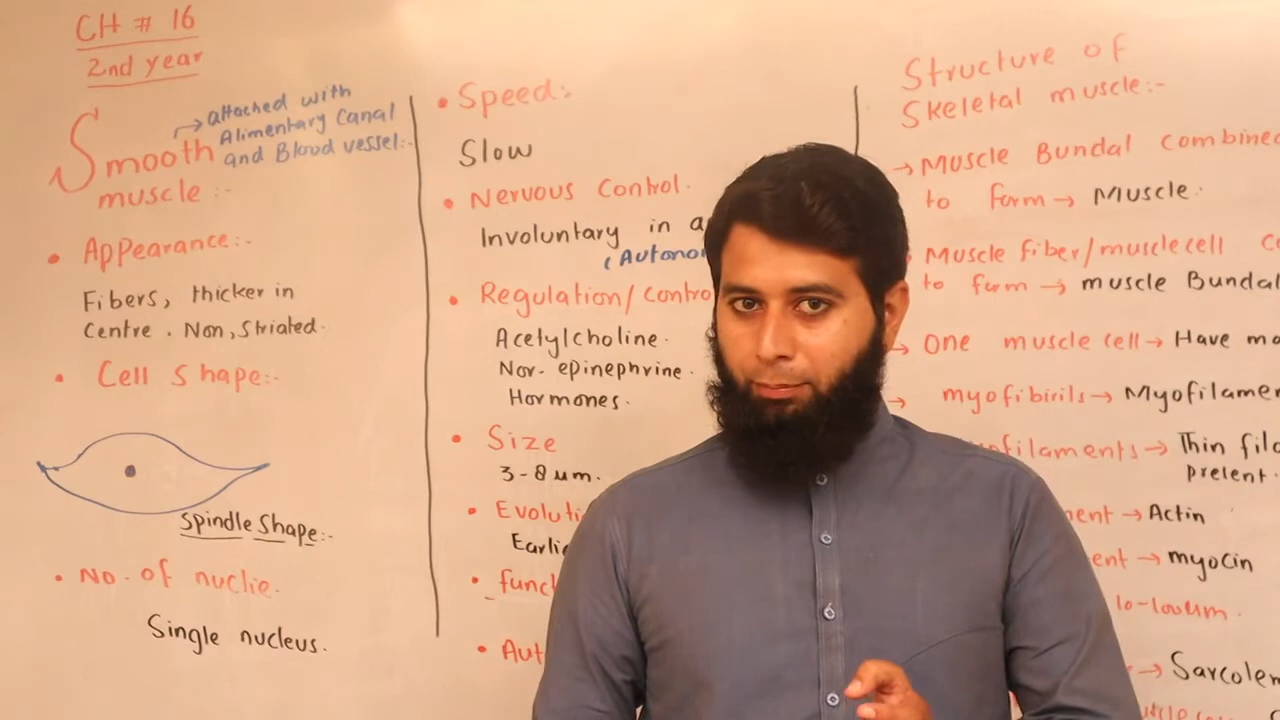 CH # 16
2nd year
Smooth
muscle:-
→ attached with
Alimentary Canal
and Blood vessel:-
• Appearance:-
Fibers, thicker in
Centre. Non, Striated.
• Cell Shape:-
Spindle Shape:-
• No. of nuclie.
Single nucleus.
• Speed:
Slow
• Nervous Control.
Involuntary in
• Regulation/
Acetylcholine.
Nor-epinephrine.
Hormones.
• Size
3-8 um.
Structure of
Skeletal muscle:-
→ Muscle Bundal Combined
to form → Muscle.
Muscle fiber/muscle cell
to form → muscle Bundal
→ One muscle cell → Have
→ myofibirils →
→ Thin
prelent.
→ Actin
→ myocin
10-100um.
→